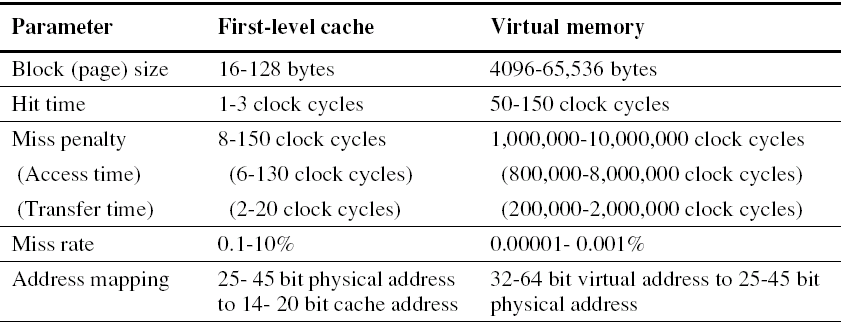 Parameter First-level cache Virtual memory
Block (page) size 16-128 bytes 4096-65,536 bytes
Hit time 1-3 clock cycles 50-150 clock cycles
Miss penalty 8-150 clock cycles 1,000,000-10,000,000 clock cycles
(Access time) (6-130 clock cycles) (800,000-8,000,000 clock cycles)
(Transfer time) (2-20 clock cycles) (200,000-2,000,000 clock cycles)
Miss rate 0.1-10% 0.00001- 0.001%
Address mapping 25- 45 bit physical address 32-64 bit virtual address to 25-45 bit
to 14- 20 bit cache address physical address